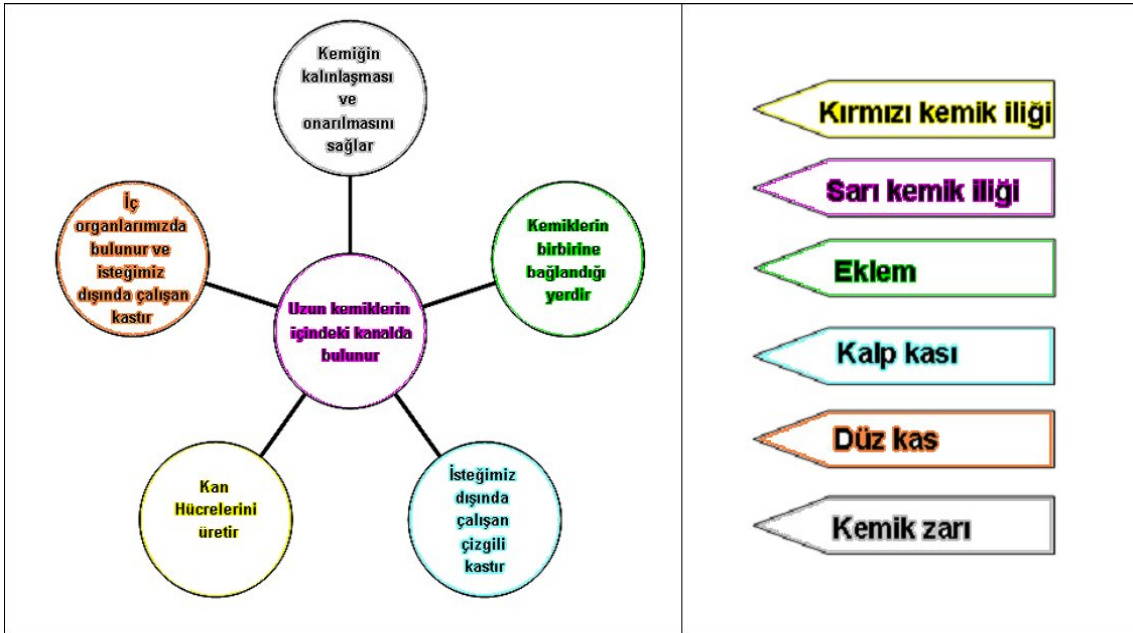 Kemiğin
kalınlaşması
ve
onarılmasını
sağlar
İç
organlarımızda
bulunur ve
isteğimiz
dışında çalışan
kastır
Kemiklerin
birbirine
bağlandığı
yerdir
Uzun kemiklerin
içindeki kanalda
bulunur
Kan
Hücrelerini
üretir
İsteğimiz
dışında
çalışan
çizgili
kastır
Kırmızı kemik iliği
Sarı kemik iliği
Eklem
Kalp kası
Düz kas
Kemik zarı